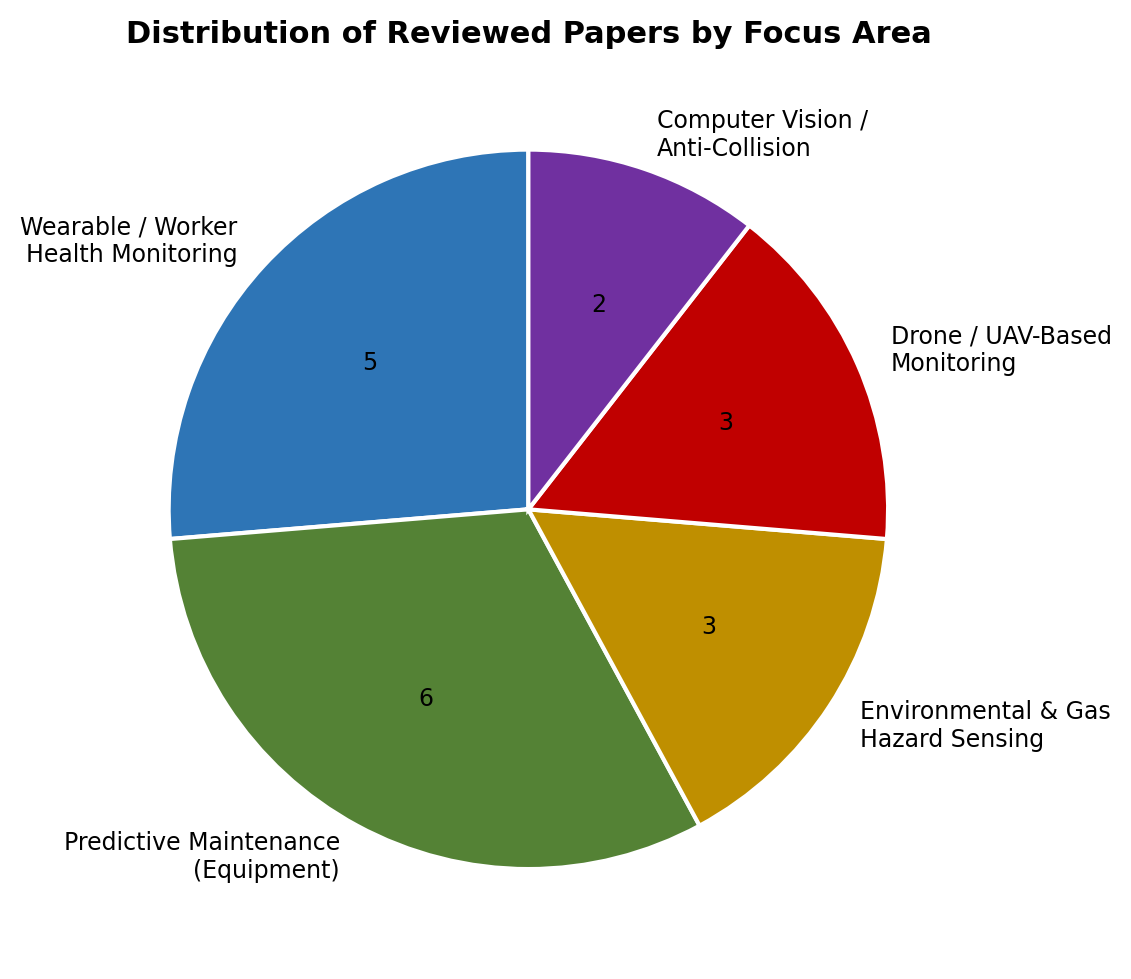 Distribution of Reviewed Papers by Focus Area
Computer Vision /
Anti-Collision
Wearable / Worker
Health Monitoring
2
Drone / UAV-Based
Monitoring
5
3
3
6
Environmental & Gas
Hazard Sensing
Predictive Maintenance
(Equipment)